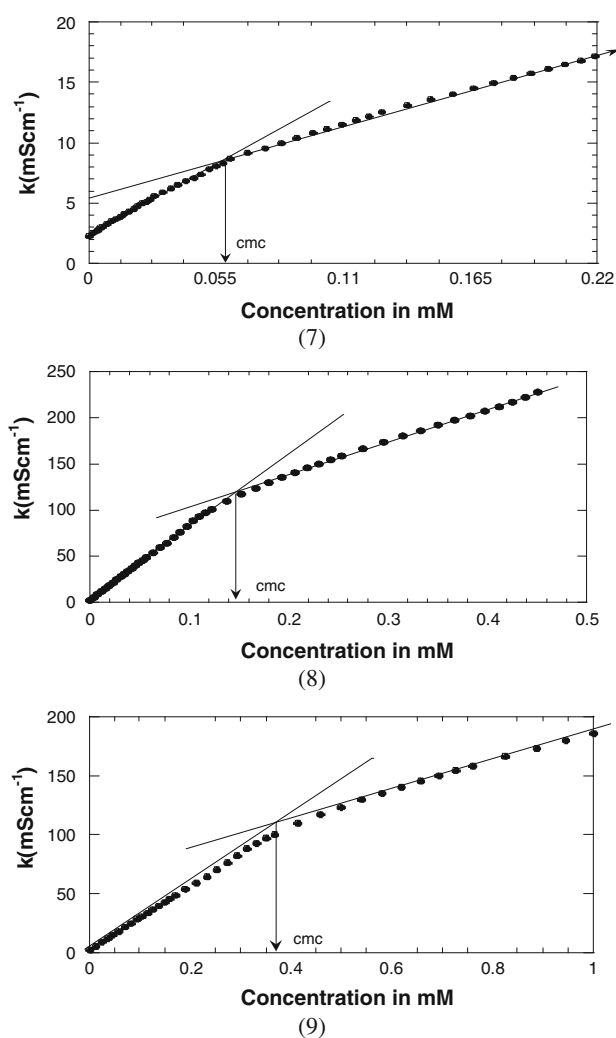 20
15
10
5
0
k(mScm⁻¹)
cmc
0 0.055 0.11 0.165 0.22
Concentration in mM
(7)
250
200
150
100
50
0
k(mScm⁻¹)
cmc
0 0.1 0.2 0.3 0.4 0.5
Concentration in mM
(8)
200
150
100
50
0
k(mScm⁻¹)
cmc
0 0.2 0.4 0.6 0.8 1
Concentration in mM
(9)